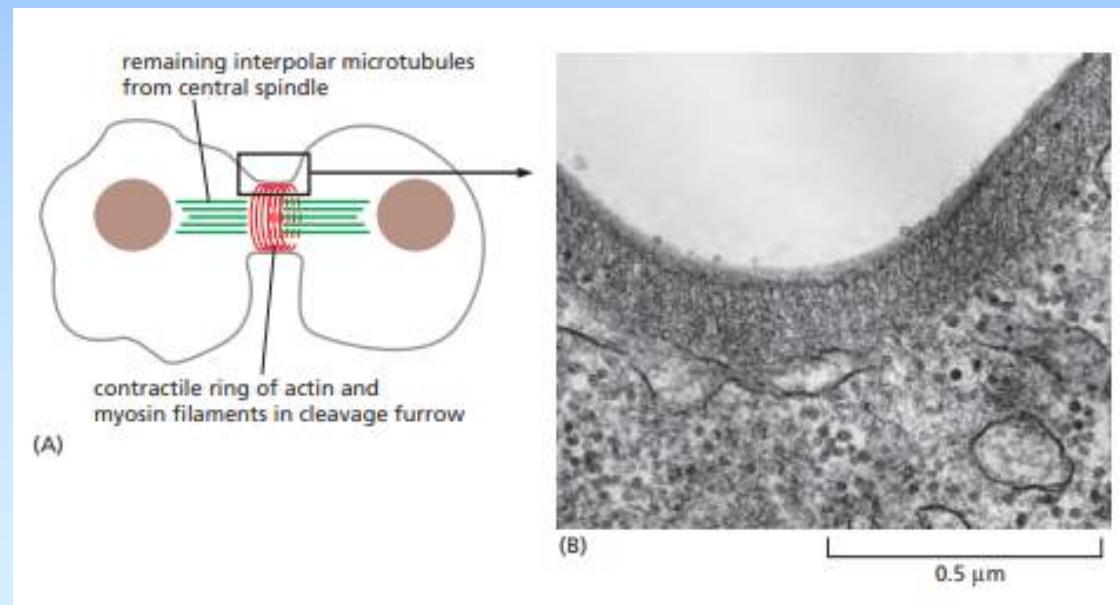 remaining interpolar microtubules
from central spindle
contractile ring of actin and
myosin filaments in cleavage furrow
(A)
(B)
0.5 μm